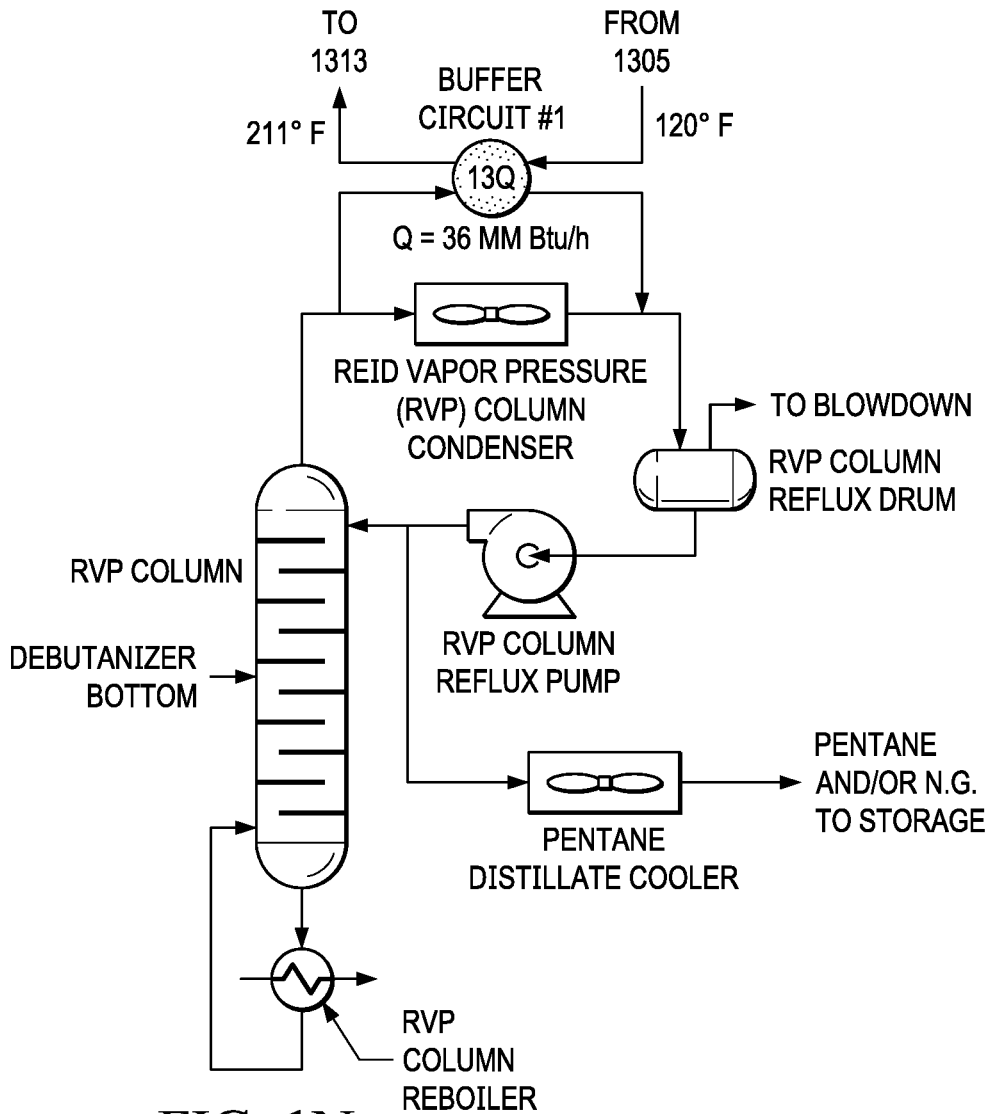 TO
1313
FROM
1305
BUFFER
CIRCUIT #1
211° F
120° F
13Q
Q = 36 MM Btu/h
REID VAPOR PRESSURE
(RVP) COLUMN
CONDENSER
TO BLOWDOWN
RVP COLUMN
REFLUX DRUM
RVP COLUMN
RVP COLUMN
REFLUX PUMP
DEBUTANIZER
BOTTOM
PENTANE
AND/OR N.G.
TO STORAGE
PENTANE
DISTILLATE COOLER
RVP
COLUMN
REBOILER
FIG. 1N